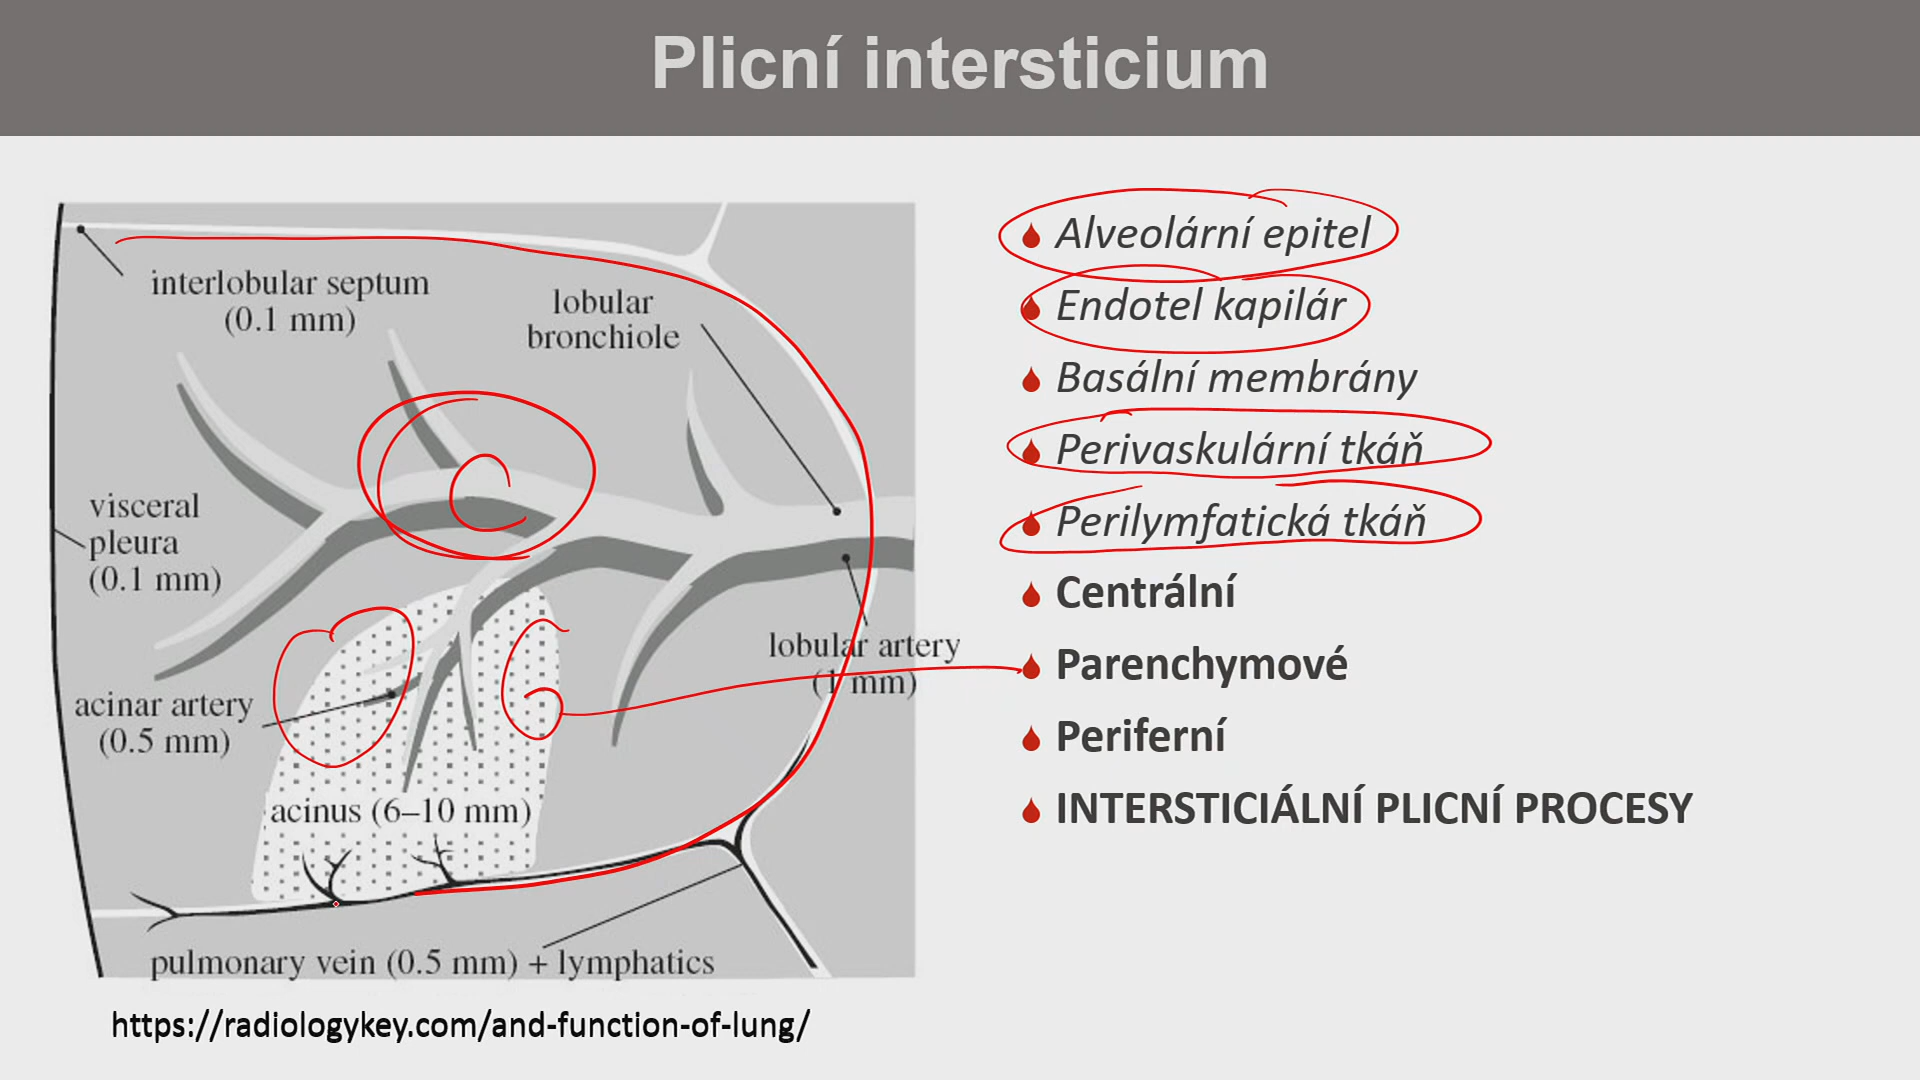 Plicní intersticium
interlobular septum
(0.1 mm)
lobular
bronchiole
visceral
pleura
(0.1 mm)
lobular artery
(1 mm)
acinar artery
(0.5 mm)
acinus (6–10 mm)
pulmonary vein (0.5 mm) + lymphatics
https://radiologykey.com/and-function-of-lung/
Alveolární epitel
Endotel kapilár
Basální membrány
Perivaskulární tkáň
Perilymfatická tkáň
Centrální
Parenchymové
Periferní
INTERSTICIÁLNÍ PLICNÍ PROCESY